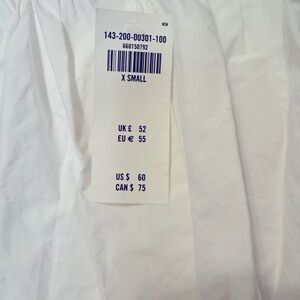 143-200-00301-100
660150792
X SMALL
UK £ 52
EU € 55
US $ 60
CAN $ 75